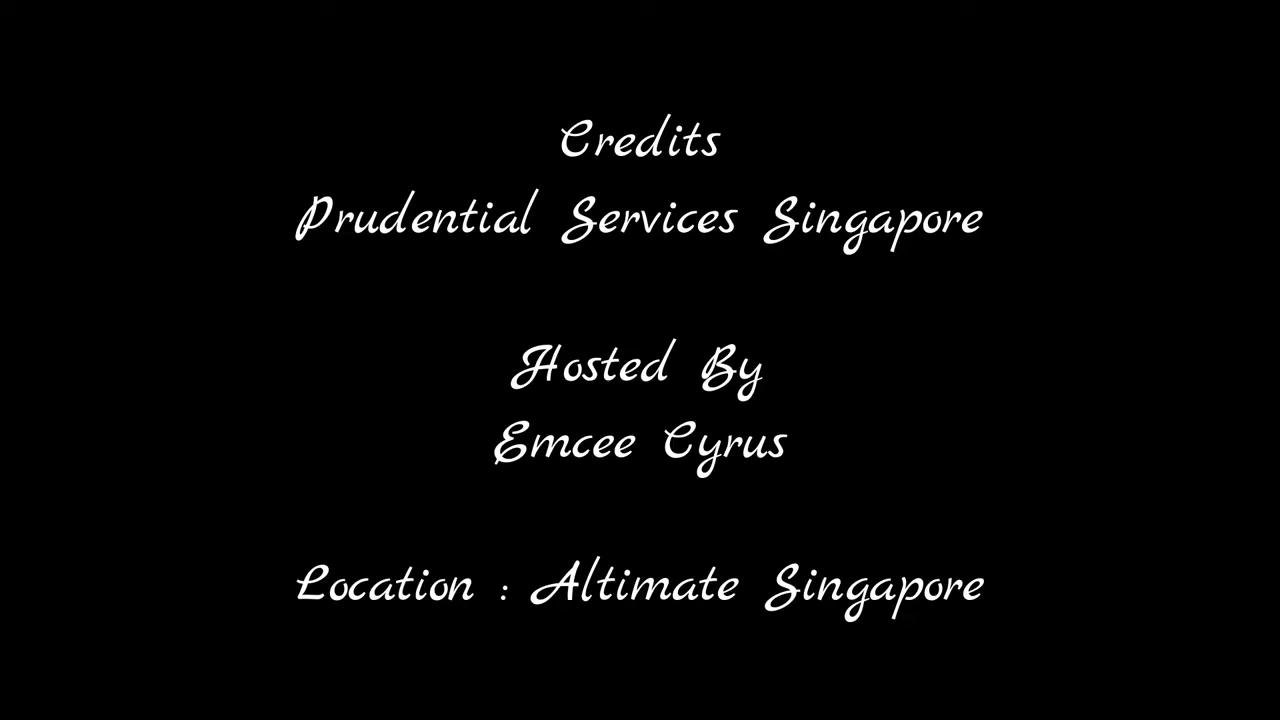 Credits
Prudential Services Singapore
Hosted By
Emcee Cyrus
Location : Altimate Singapore